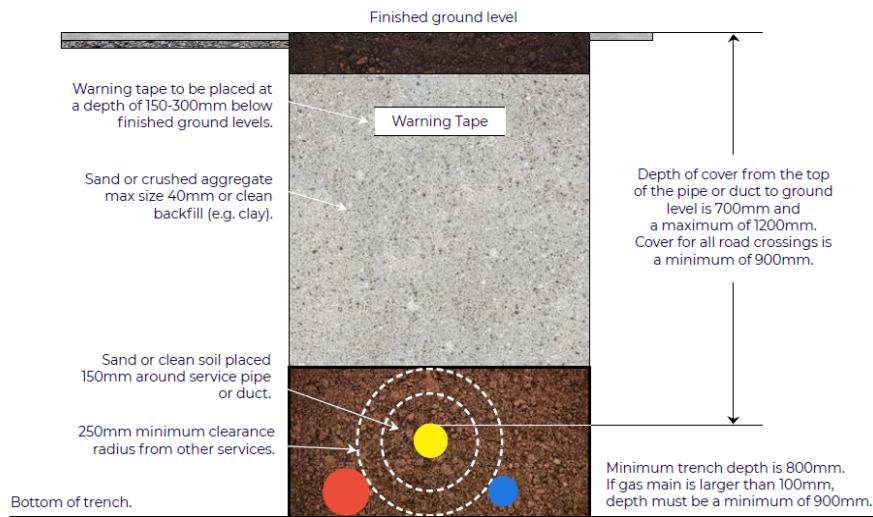 Finished ground level
Warning tape to be placed at
a depth of 150-300mm below
finished ground levels.
Warning Tape
Sand or crushed aggregate
max size 40mm or clean
backfill (e.g. clay).
Depth of cover from the top
of the pipe or duct to ground
level is 700mm and
a maximum of 1200mm.
Cover for all road crossings is
a minimum of 900mm.
Sand or clean soil placed
150mm around service pipe
or duct.
250mm minimum clearance
radius from other services.
Minimum trench depth is 800mm.
If gas main is larger than 100mm,
depth must be a minimum of 900mm.
Bottom of trench.